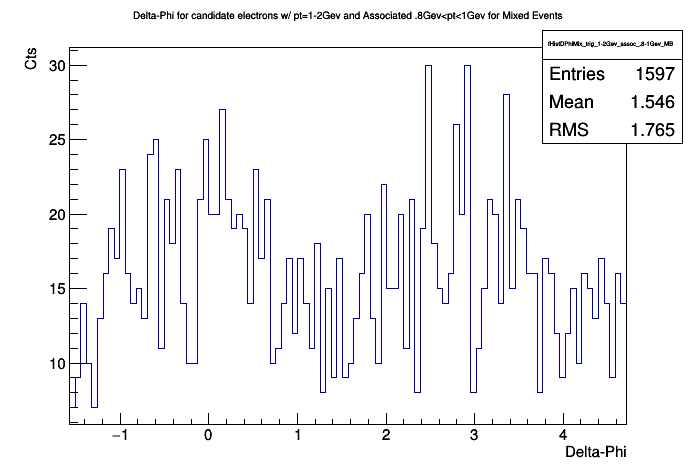 Delta-Phi for candidate electrons w/ pt=1-2Gev and Associated .8Gev<pt<1Gev for Mixed Events
fHistDPhiMix_trig_1-2Gev_assoc_.8-1Gev_MB
Entries 1597
Mean 1.546
RMS 1.765
Cts
30
25
20
15
10
−1 0 1 2 3 4
Delta-Phi